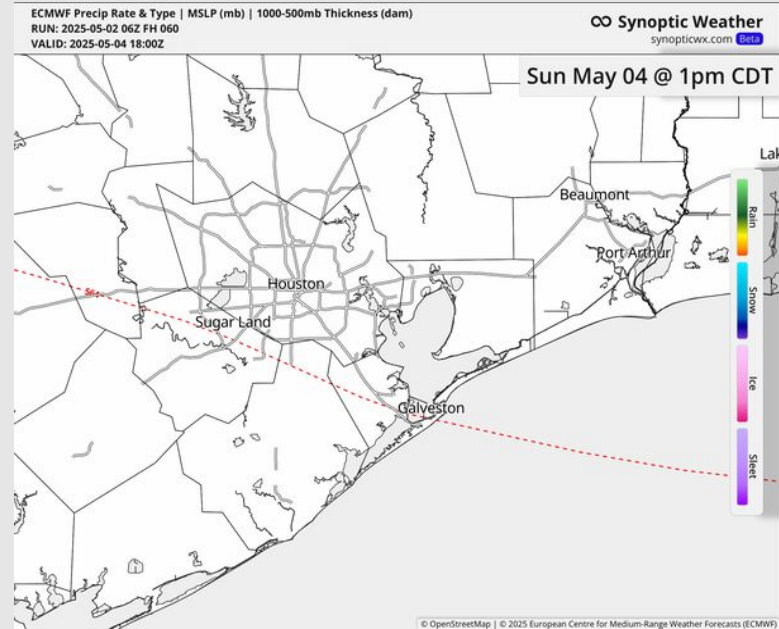 ECMWF Precip Rate & Type | MSLP (mb) | 1000-500mb Thickness (dam)
RUN: 2025-05-02 06Z FH 060
VALID: 2025-05-04 18:00Z
Synoptic Weather
synopticwx.com Beta
Sun May 04 @ 1pm CDT
Lak
Beaumont
Rain
Port Arthur
Houston
Snow
Sugar Land
Ice
Galveston
Sleet
© OpenStreetMap | © 2025 European Centre for Medium-Range Weather Forecasts (ECMWF)